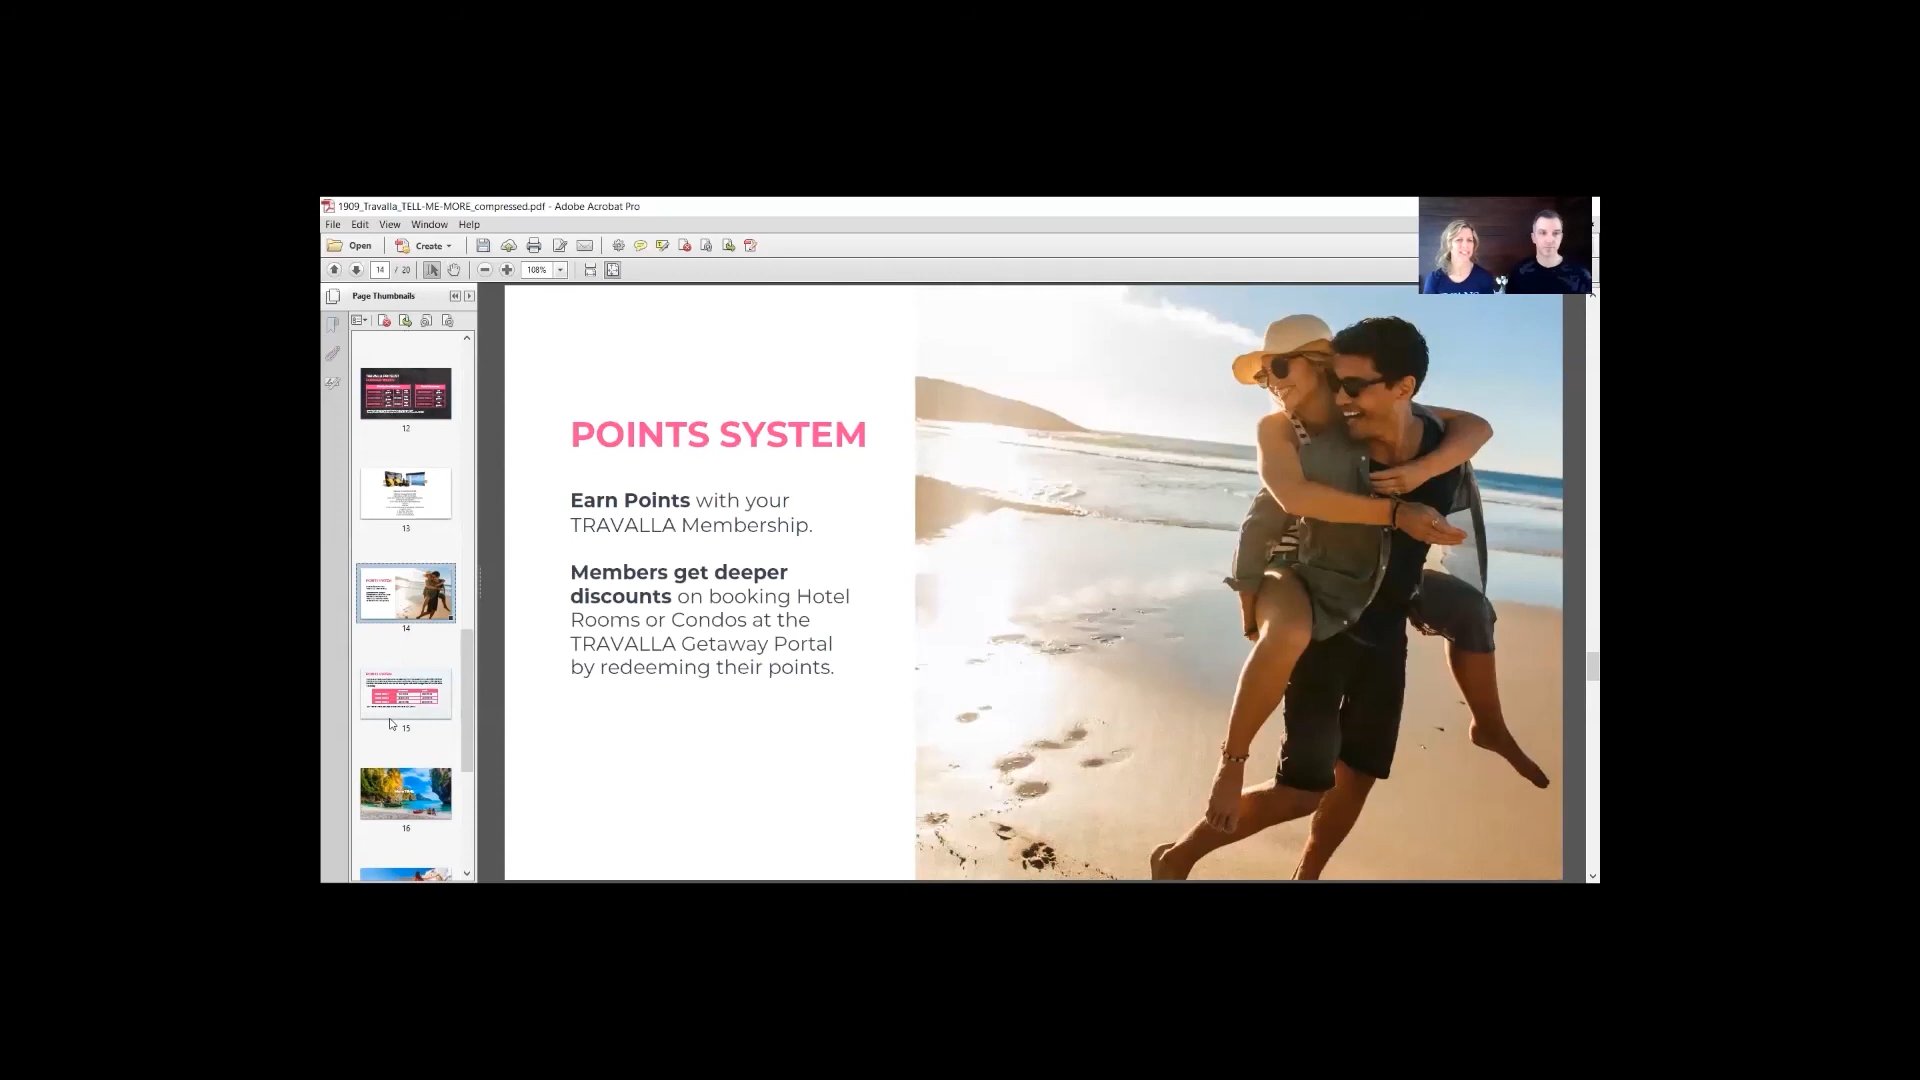 1909_Travalla_TELL-ME-MORE_compressed.pdf - Adobe Acrobat Pro
File Edit View Window Help
Open Create
14 / 20 108%
Page Thumbnails
12
13
14
15
16
POINTS SYSTEM
Earn Points with your
TRAVALLA Membership.
Members get deeper
discounts on booking Hotel
Rooms or Condos at the
TRAVALLA Getaway Portal
by redeeming their points.